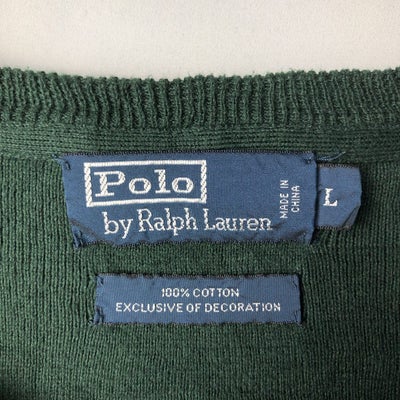 Polo
by Ralph Lauren
MADE IN
CHINA
L
100% COTTON
EXCLUSIVE OF DECORATION